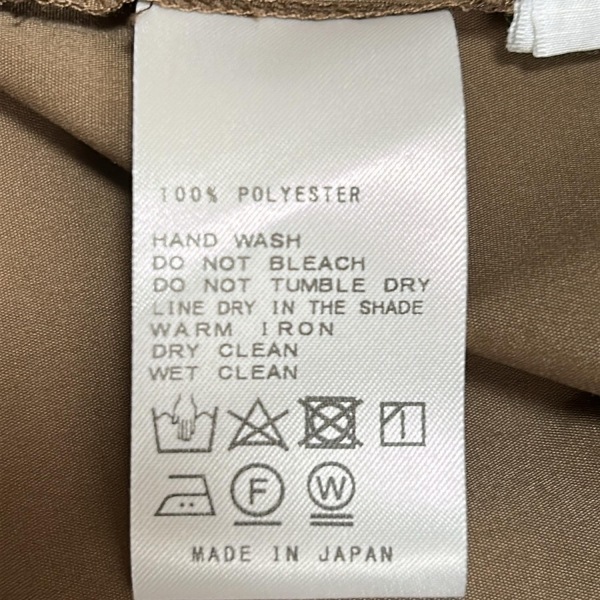 100% POLYESTER
HAND WASH
DO NOT BLEACH
DO NOT TUMBLE DRY
LINE DRY IN THE SHADE
WARM IRON
DRY CLEAN
WET CLEAN
F W
MADE IN JAPAN